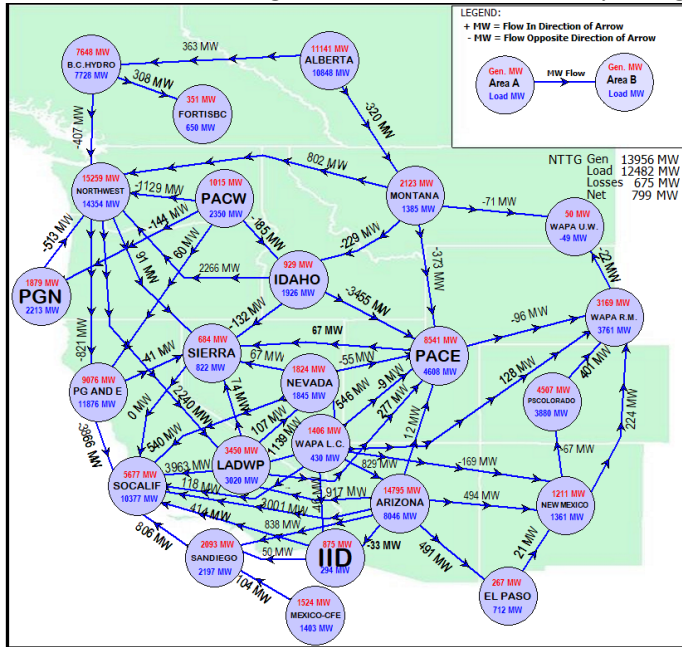 LEGEND:
+ MW = Flow In Direction of Arrow
- MW = Flow Opposite Direction of Arrow
Gen. MW
Area A
Load MW
MW Flow
Gen. MW
Area B
Load MW
NTTG Gen 13956 MW
Load 12482 MW
Losses 675 MW
Net 799 MW
7648 MW
B.C.HYDRO
7728 MW
363 MW
11141 MW
ALBERTA
10848 MW
308 MW
351 MW
FORTISBC
650 MW
-407 MW
-320 MW
802 MW
15259 MW
NORTHWEST
14354 MW
-1129 MW
1015 MW
PACW
2350 MW
2123 MW
MONTANA
1385 MW
-71 MW
50 MW
WAPA U.W.
-49 MW
-144 MW
-185 MW
-229 MW
-513 MW
60 MW
91 MW
2266 MW
-373 MW
-22 MW
1879 MW
PGN
2213 MW
929 MW
IDAHO
1926 MW
-3455 MW
-132 MW
-821 MW
684 MW
SIERRA
822 MW
67 MW
8541 MW
PACE
4608 MW
-96 MW
3169 MW
WAPA R.M.
3761 MW
-41 MW
67 MW
-55 MW
1824 MW
NEVADA
1845 MW
-9 MW
128 MW
401 MW
9076 MW
PG AND E
11876 MW
0 MW
2240 MW
74 MW
107 MW
546 MW
277 MW
4507 MW
PSCOLORADO
3880 MW
224 MW
-3866 MW
540 MW
1139 MW
1406 MW
WAPA L.C.
430 MW
12 MW
3450 MW
LADWP
3020 MW
829 MW
-169 MW
-67 MW
5677 MW
SOCALIF
10377 MW
3963 MW
118 MW
917 MW
14795 MW
ARIZONA
8046 MW
494 MW
1211 MW
NEW MEXICO
1361 MW
3001 MW
414 MW
838 MW
806 MW
2093 MW
SANDIEGO
2197 MW
50 MW
875 MW
IID
294 MW
-33 MW
491 MW
21 MW
104 MW
267 MW
EL PASO
712 MW
1524 MW
MEXICO-CFE
1403 MW